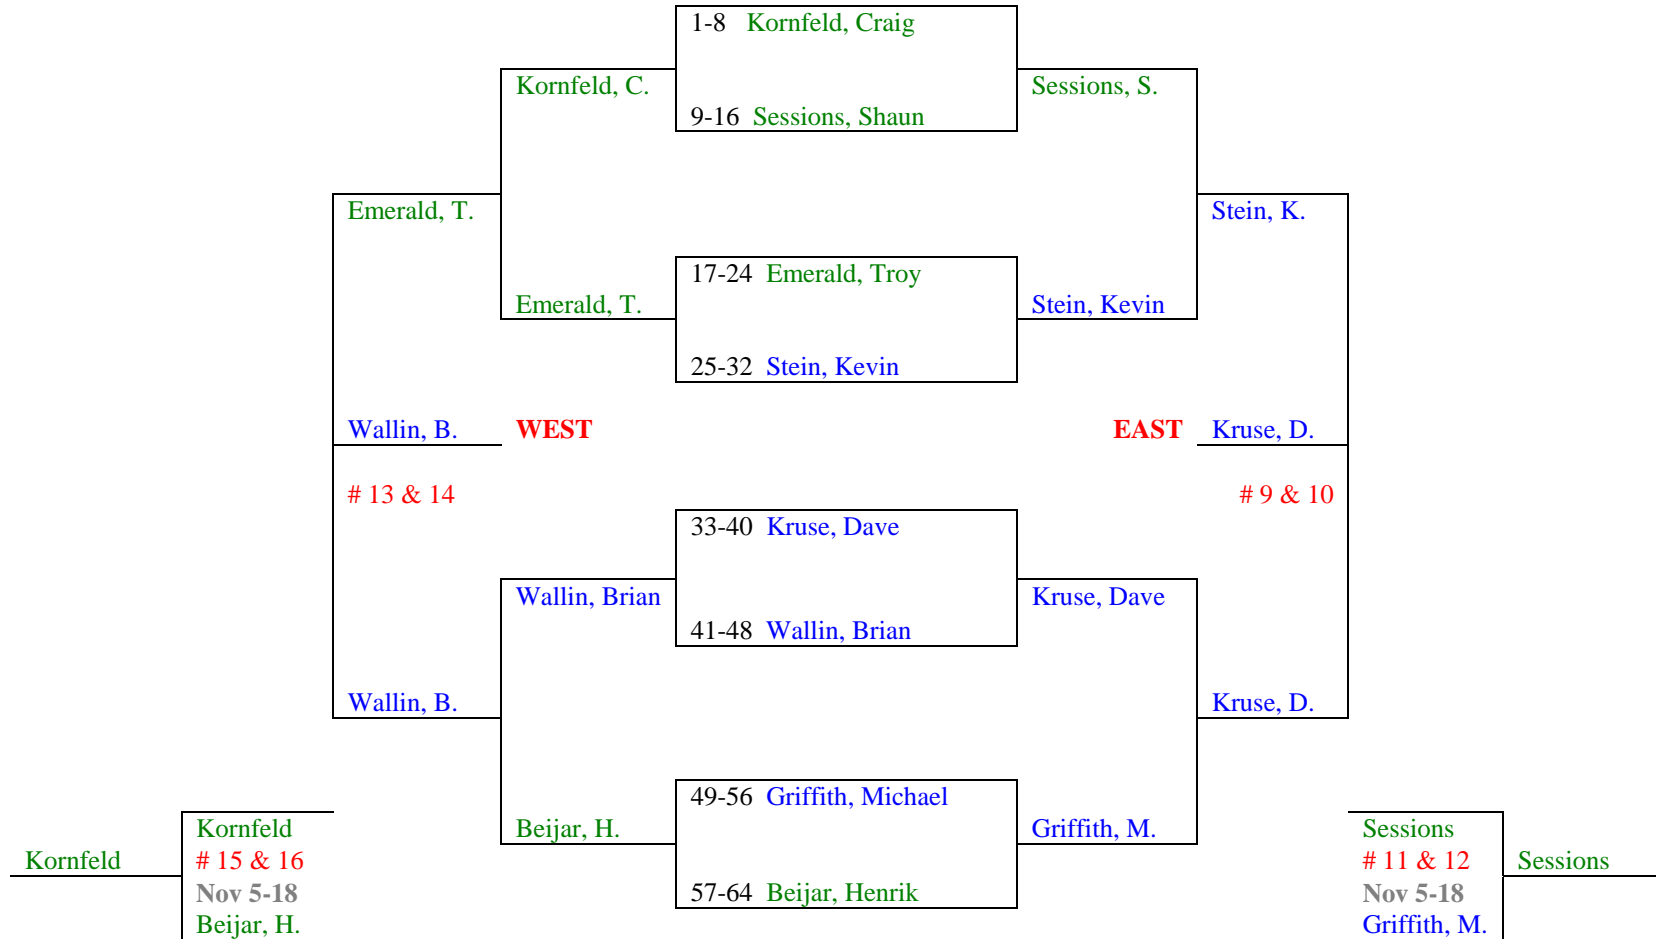 1-8 Kornfeld, Craig
Kornfeld, C.
Sessions, S.
9-16 Sessions, Shaun
Emerald, T.
Stein, K.
17-24 Emerald, Troy
Emerald, T.
Stein, Kevin
25-32 Stein, Kevin
Wallin, B.
WEST
EAST
Kruse, D.
# 13 & 14
# 9 & 10
33-40 Kruse, Dave
Wallin, Brian
Kruse, Dave
41-48 Wallin, Brian
Wallin, B.
Kruse, D.
49-56 Griffith, Michael
Kornfeld
Beijar, H.
Griffith, M.
Sessions
Kornfeld
# 15 & 16
# 11 & 12
Sessions
Nov 5-18
57-64 Beijar, Henrik
Nov 5-18
Beijar, H.
Griffith, M.